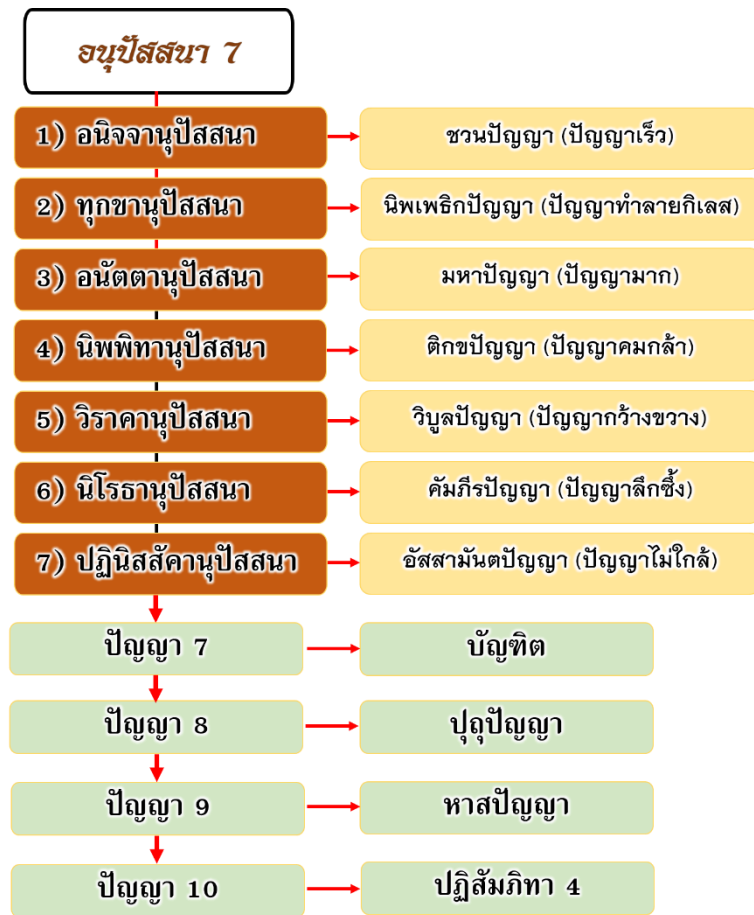 อนุปัสสนา 7
1) อนิจจานุปัสสนา
ชวนปัญญา (ปัญญาเร็ว)
2) ทุกขานุปัสสนา
นิพเพธิกปัญญา (ปัญญาทำลายกิเลส)
3) อนัตตานุปัสสนา
มหาปัญญา (ปัญญามาก)
4) นิพพิทานุปัสสนา
ติกขปัญญา (ปัญญาคมกล้า)
5) วิราคานุปัสสนา
วิบูลปัญญา (ปัญญากว้างขวาง)
6) นิโรธานุปัสสนา
คัมภีรปัญญา (ปัญญาลึกซึ้ง)
7) ปฏินิสสัคานุปัสสนา
อัสสามันตปัญญา (ปัญญาไม่ใกล้)
ปัญญา 7
บัญฑิต
ปัญญา 8
ปุถุปัญญา
ปัญญา 9
หาสปัญญา
ปัญญา 10
ปฏิสัมภิทา 4